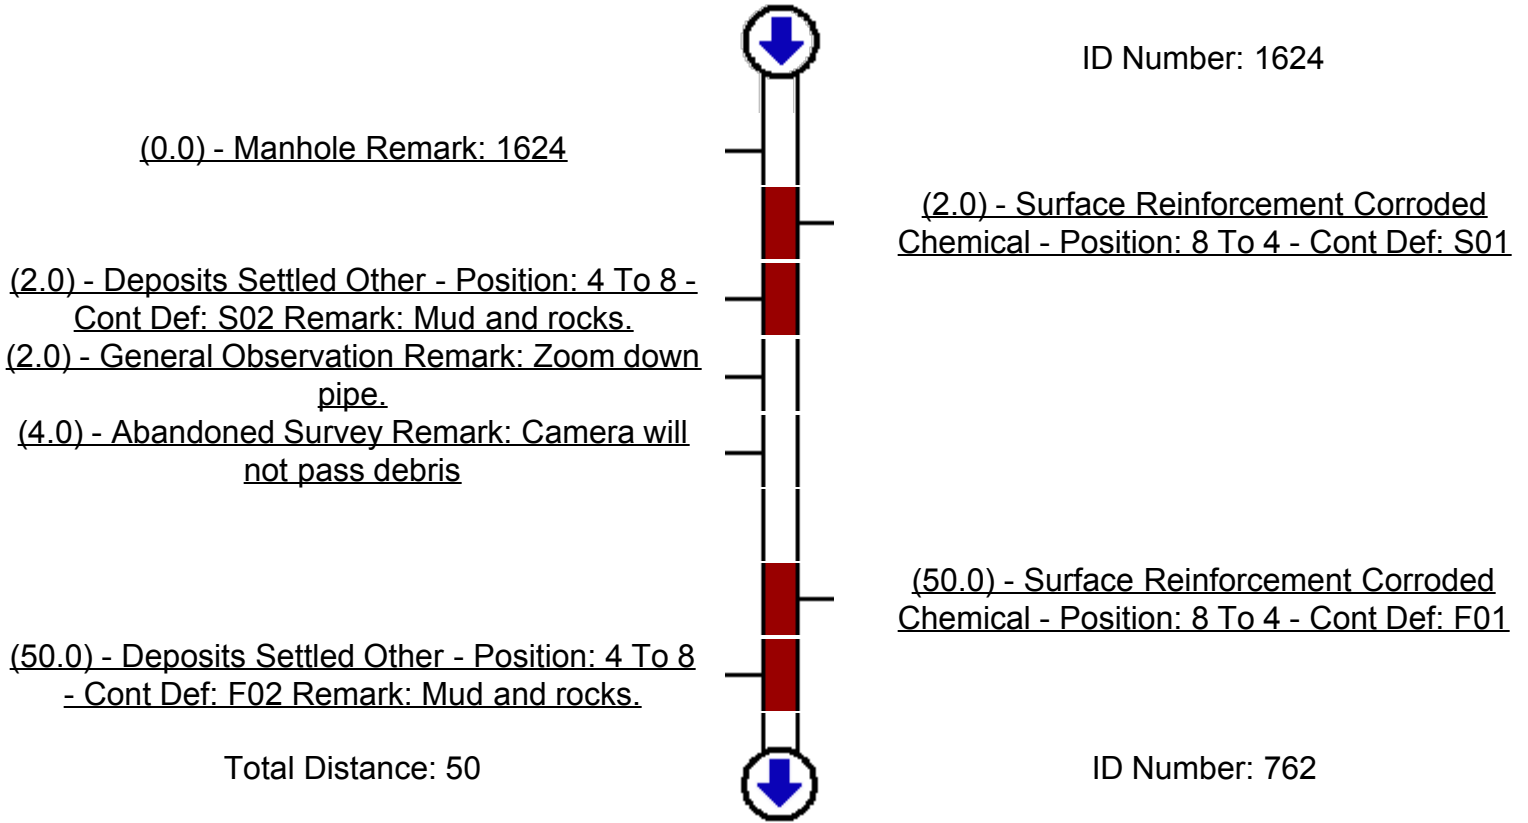 ID Number: 1624
(0.0) - Manhole Remark: 1624
(2.0) - Surface Reinforcement Corroded
Chemical - Position: 8 To 4 - Cont Def: S01
(2.0) - Deposits Settled Other - Position: 4 To 8 -
Cont Def: S02 Remark: Mud and rocks.
(2.0) - General Observation Remark: Zoom down
pipe.
(4.0) - Abandoned Survey Remark: Camera will
not pass debris
(50.0) - Surface Reinforcement Corroded
Chemical - Position: 8 To 4 - Cont Def: F01
(50.0) - Deposits Settled Other - Position: 4 To 8
- Cont Def: F02 Remark: Mud and rocks.
Total Distance: 50
ID Number: 762